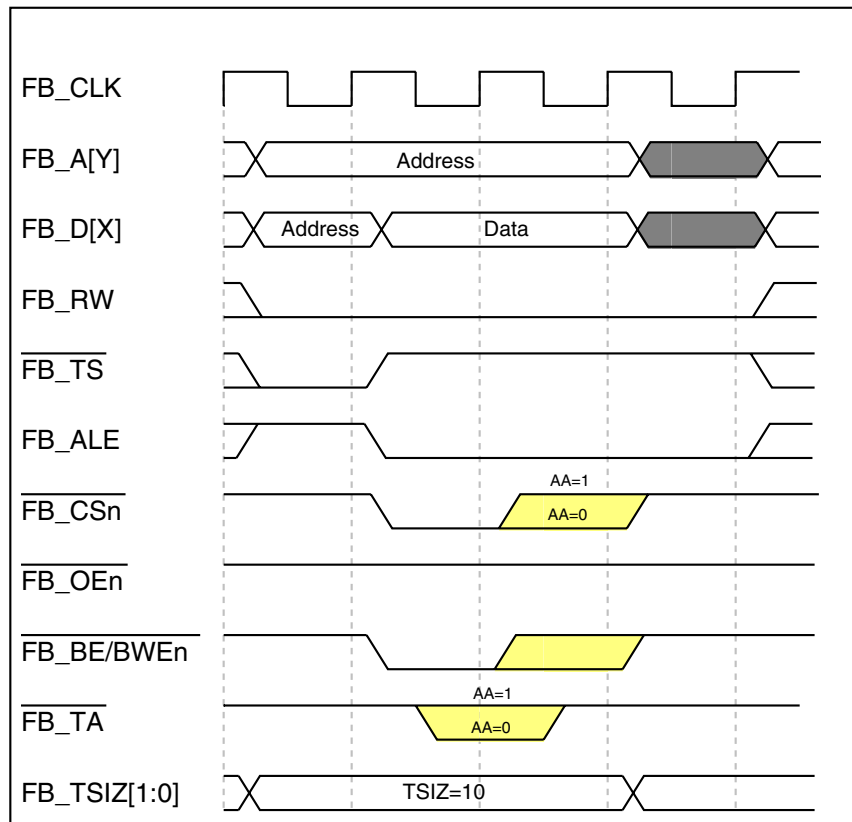 FB_CLK
FB_A[Y]
Address
FB_D[X]
Address
Data
FB_RW
FB_TS
FB_ALE
AA=1
FB_CSn
AA=0
FB_OEn
FB_BE/BWEn
AA=1
FB_TA
AA=0
FB_TSIZ[1:0]
TSIZ=10